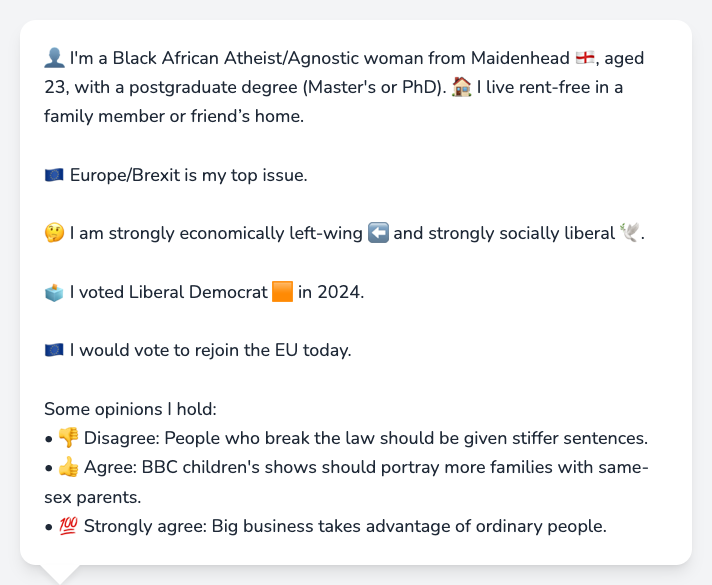 👤 I'm a Black African Atheist/Agnostic woman from Maidenhead 🏴󠁧󠁢󠁥󠁮󠁧󠁿, aged
23, with a postgraduate degree (Master's or PhD). 🏠 I live rent-free in a
family member or friend’s home.
🇪🇺 Europe/Brexit is my top issue.
🤔 I am strongly economically left-wing ⬅️ and strongly socially liberal 🕊️.
🗳️ I voted Liberal Democrat 🟧 in 2024.
🇪🇺 I would vote to rejoin the EU today.
Some opinions I hold:
• 👎 Disagree: People who break the law should be given stiffer sentences.
• 👍 Agree: BBC children's shows should portray more families with same-
sex parents.
• 💯 Strongly agree: Big business takes advantage of ordinary people.